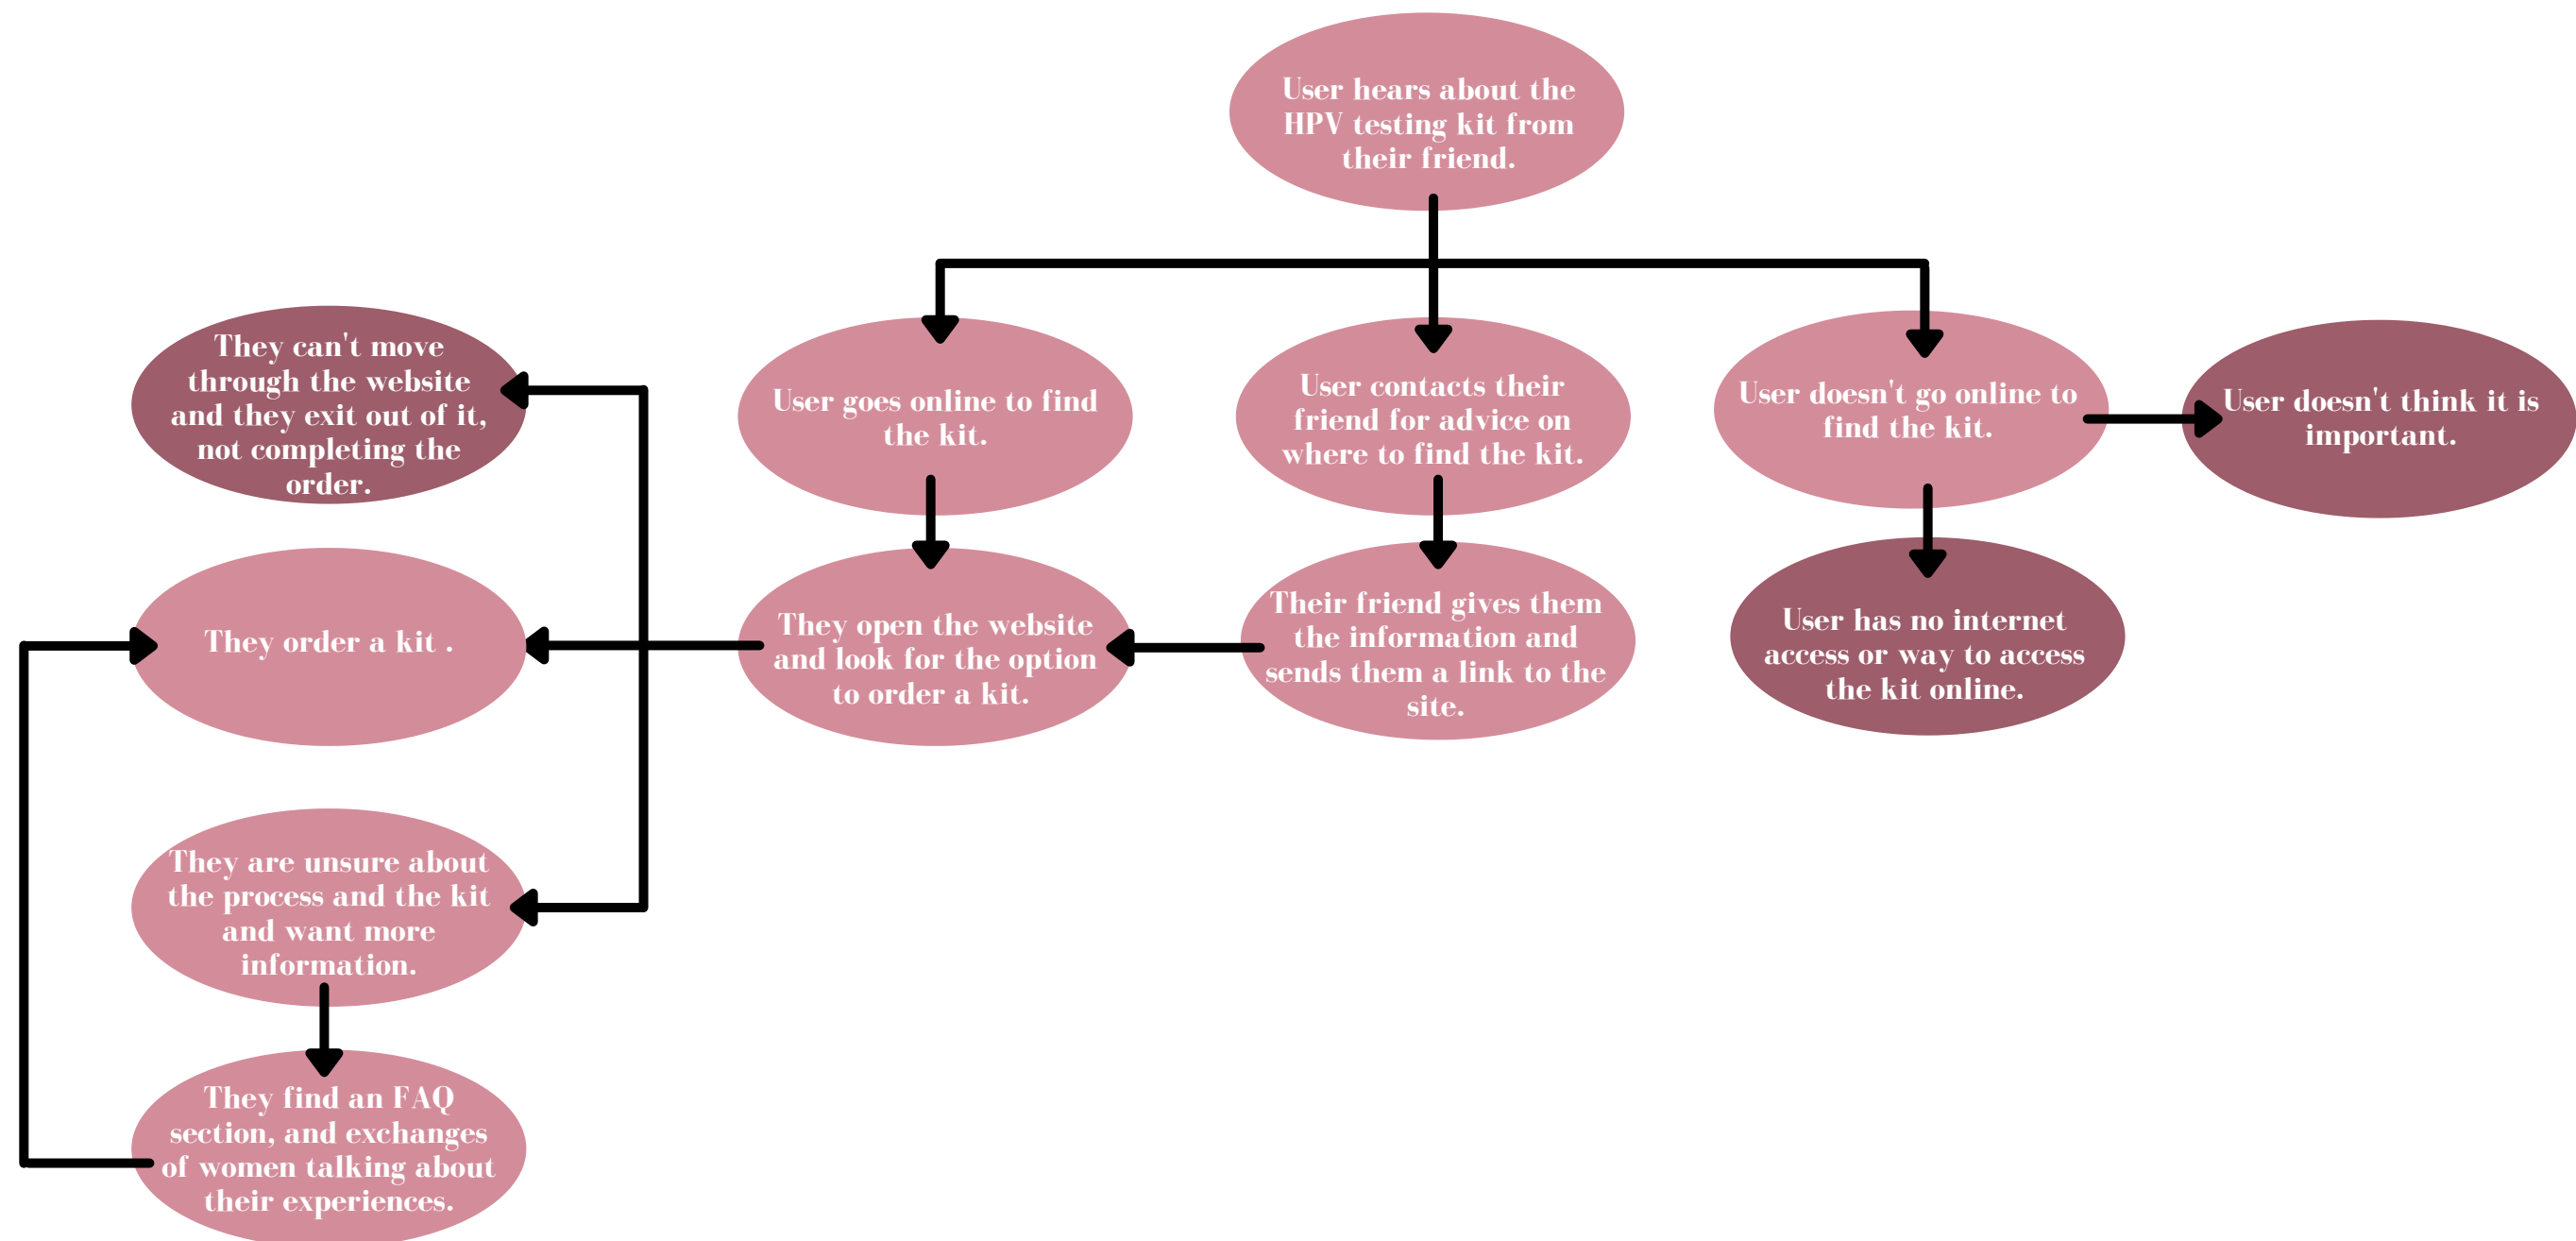 User hears about the
HPV testing kit from
their friend.
They can't move
through the website
and they exit out of it,
not completing the
order.
User goes online to find
the kit.
User contacts their
friend for advice on
where to find the kit.
User doesn't go online to
find the kit.
User doesn't think it is
important.
They order a kit .
They open the website
and look for the option
to order a kit.
Their friend gives them
the information and
sends them a link to the
site.
User has no internet
access or way to access
the kit online.
They are unsure about
the process and the kit
and want more
information.
They find an FAQ
section, and exchanges
of women talking about
their experiences.